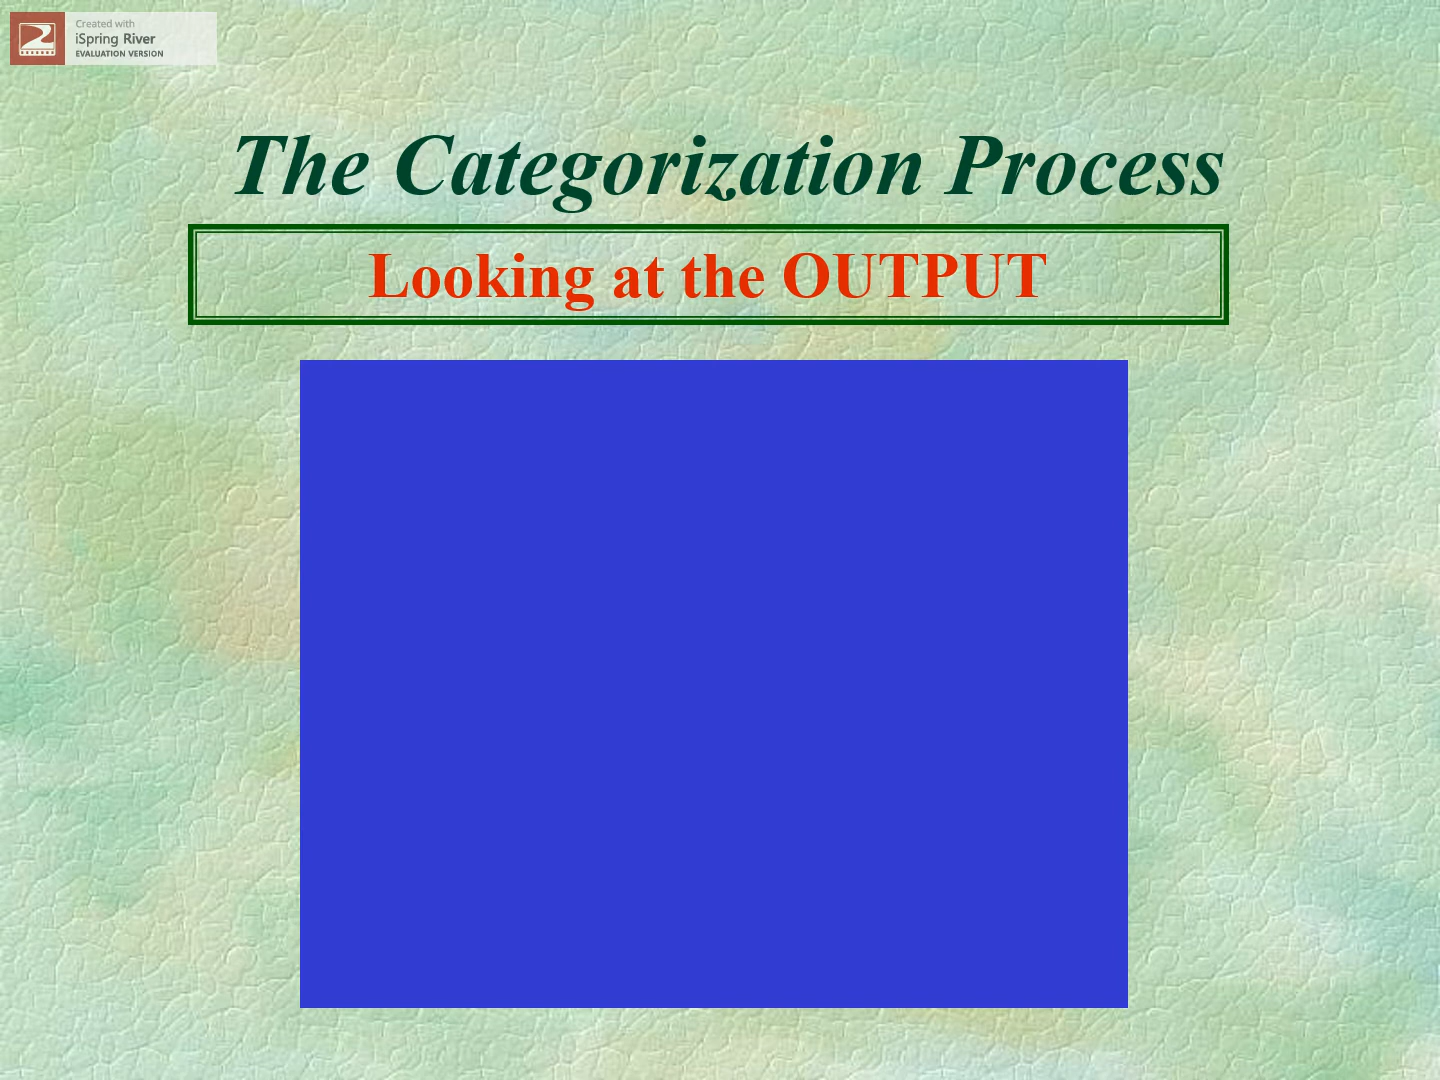 Created with
iSpring River
EVALUATION VERSION
The Categorization Process
Looking at the OUTPUT